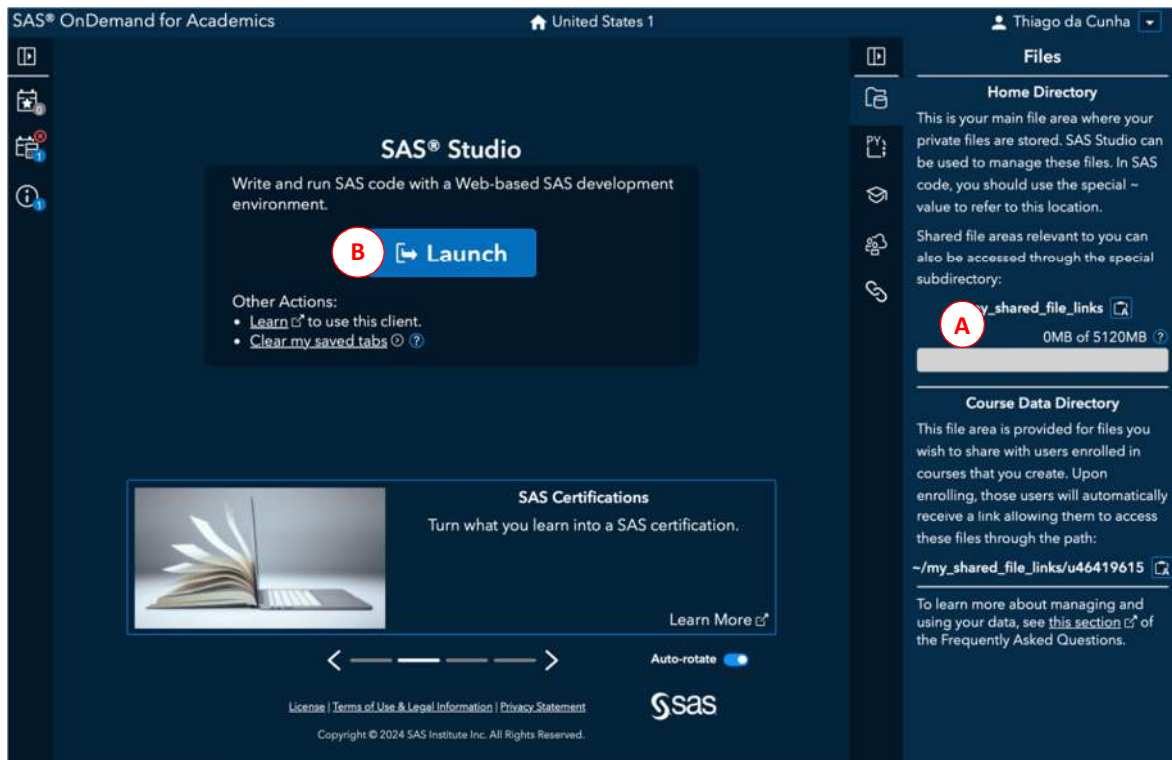 SAS® OnDemand for Academics
United States 1
Thiago da Cunha
0
1
1
SAS® Studio
Write and run SAS code with a Web-based SAS development
environment.
B
Launch
Other Actions:
• Learn to use this client.
• Clear my saved tabs ?
SAS Certifications
Turn what you learn into a SAS certification.
Learn More
Auto-rotate
License | Terms of Use & Legal Information | Privacy Statement
Copyright © 2024 SAS Institute Inc. All Rights Reserved.
sas
PY
Files
Home Directory
This is your main file area where your
private files are stored. SAS Studio can
be used to manage these files. In SAS
code, you should use the special ~
value to refer to this location.
Shared file areas relevant to you can
also be accessed through the special
subdirectory:
y_shared_file_links
A
0MB of 5120MB ?
Course Data Directory
This file area is provided for files you
wish to share with users enrolled in
courses that you create. Upon
enrolling, those users will automatically
receive a link allowing them to access
these files through the path:
~/my_shared_file_links/u46419615
To learn more about managing and
using your data, see this section of
the Frequently Asked Questions.